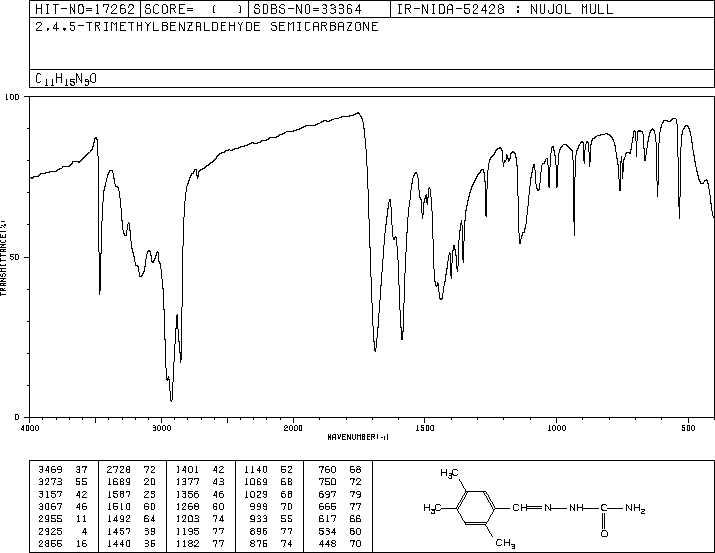 HIT-NO=17262 SCORE= ( ) SDBS-NO=33364 IR-NIDA-52428 : NUJOL MULL
2,4,5-TRIMETHYLBENZALDEHYDE SEMICARBAZONE
C11H15N3O
100
50
0
TRANSMITTANCE(%)
4000 3000 2000 1500 1000 500
WAVENUMBER(-1)
3469 37 2728 72 1401 42 1140 52 760 68
3273 55 1689 20 1377 43 1069 68 750 72
3157 42 1587 23 1356 46 1029 68 697 79
3067 46 1510 60 1268 60 999 70 665 77
2955 11 1492 64 1203 74 933 55 617 66
2925 4 1457 39 1195 77 896 77 534 60
2866 16 1440 36 1182 77 876 74 448 70
H3C
H3C
CH3
CH N NH C NH2
O